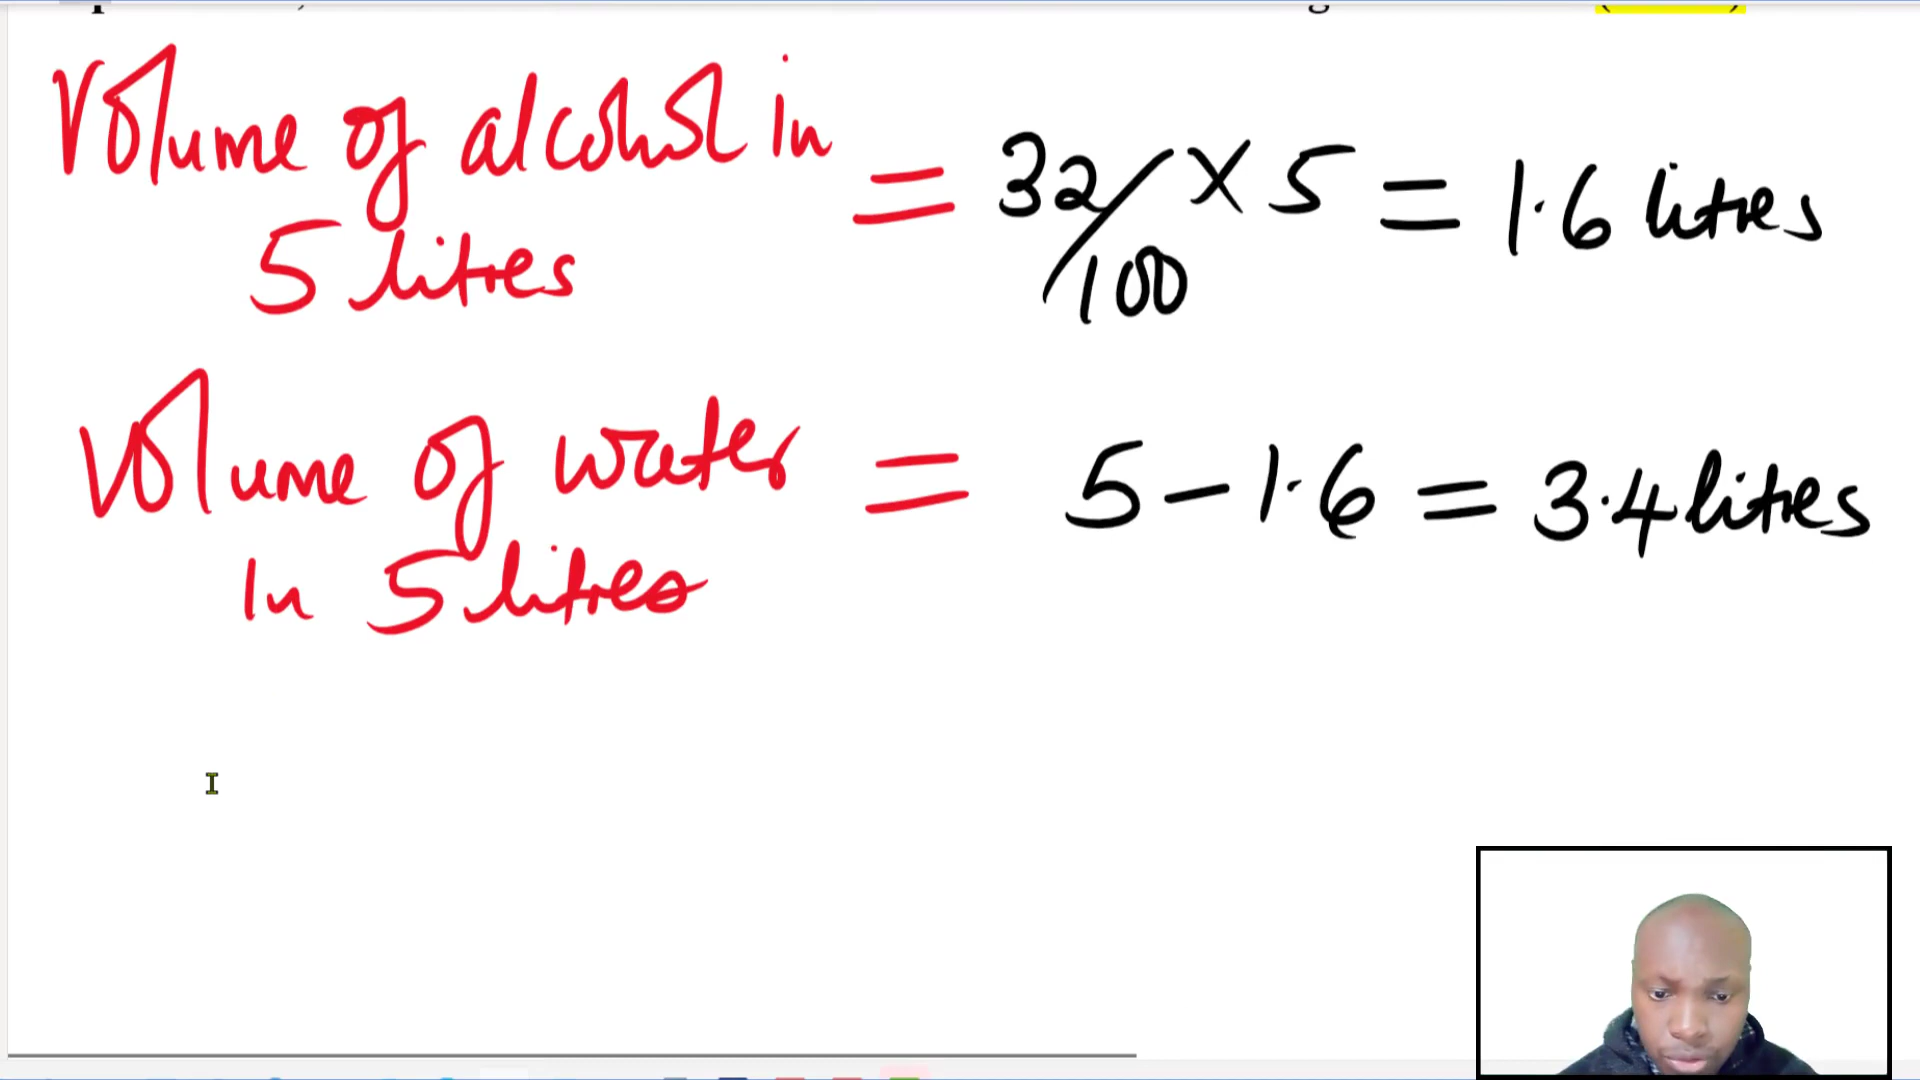 Volume of alcohol in = 32/100 × 5 = 1.6 litres
5 litres
Volume of water = 5 - 1.6 = 3.4 litres
In 5 litres